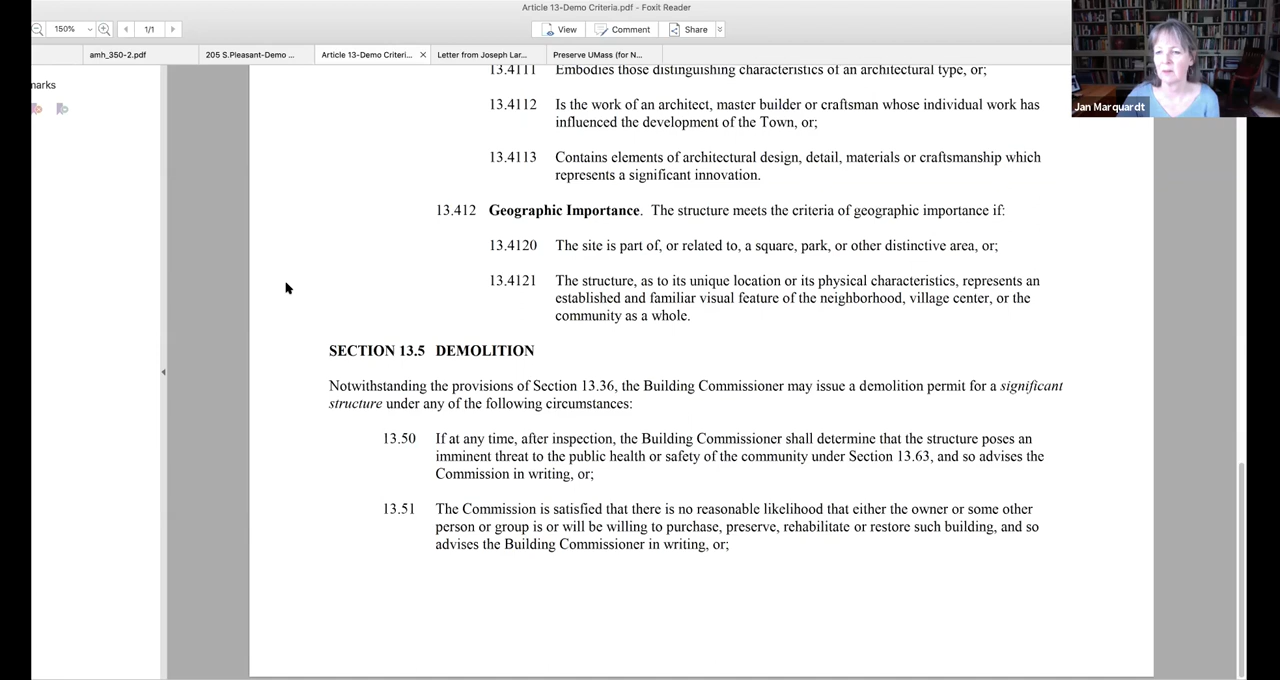 Article 13-Demo Criteria.pdf - Foxit Reader
150%
1/1
View
Comment
Share
amh_350-2.pdf
205 S.Pleasant-Demo ...
Article 13-Demo Criteri...
Letter from Joseph Lar...
Preserve UMass (for N...
marks
Jan Marquardt
13.4111 Embodies those distinguishing characteristics of an architectural type, or;
13.4112 Is the work of an architect, master builder or craftsman whose individual work has
influenced the development of the Town, or;
13.4113 Contains elements of architectural design, detail, materials or craftsmanship which
represents a significant innovation.
13.412 Geographic Importance. The structure meets the criteria of geographic importance if:
13.4120 The site is part of, or related to, a square, park, or other distinctive area, or;
13.4121 The structure, as to its unique location or its physical characteristics, represents an
established and familiar visual feature of the neighborhood, village center, or the
community as a whole.
SECTION 13.5 DEMOLITION
Notwithstanding the provisions of Section 13.36, the Building Commissioner may issue a demolition permit for a significant
structure under any of the following circumstances:
13.50 If at any time, after inspection, the Building Commissioner shall determine that the structure poses an
imminent threat to the public health or safety of the community under Section 13.63, and so advises the
Commission in writing, or;
13.51 The Commission is satisfied that there is no reasonable likelihood that either the owner or some other
person or group is or will be willing to purchase, preserve, rehabilitate or restore such building, and so
advises the Building Commissioner in writing, or;